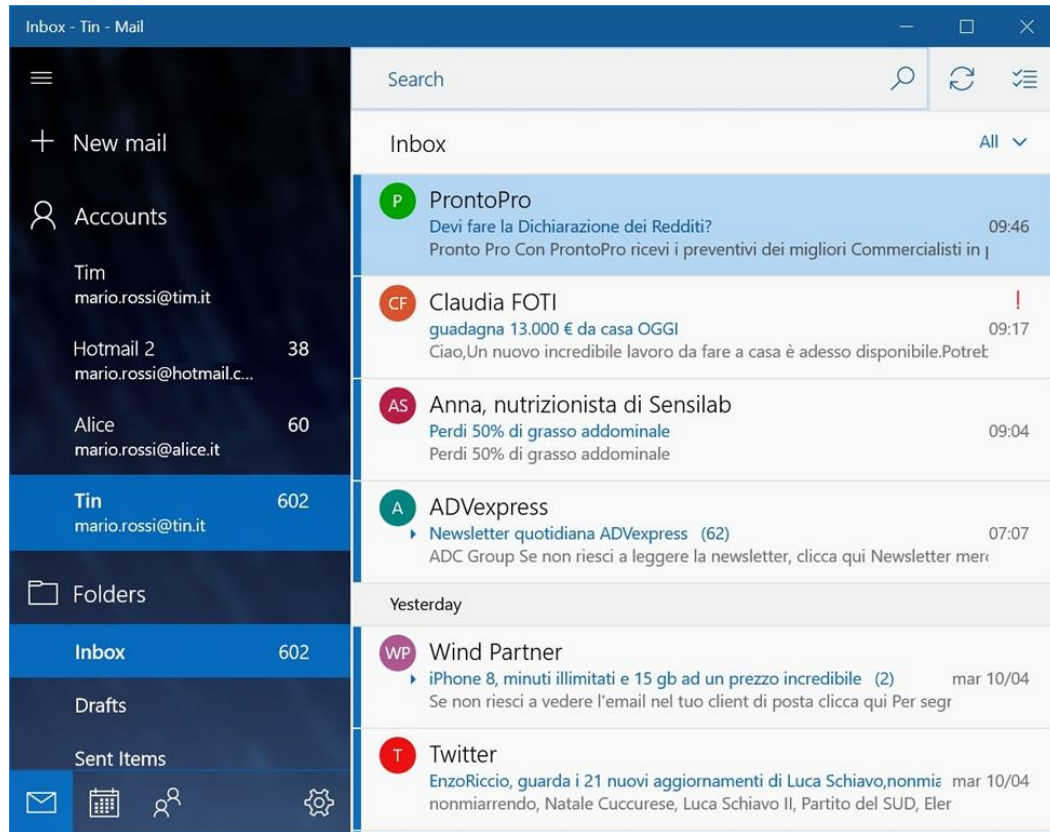 Inbox - Tin - Mail
New mail
Accounts
Tim
mario.rossi@tim.it
Hotmail 2 38
mario.rossi@hotmail.c...
Alice 60
mario.rossi@alice.it
Tin 602
mario.rossi@tin.it
Folders
Inbox 602
Drafts
Sent Items
Search
Inbox All
P ProntoPro
Devi fare la Dichiarazione dei Redditi? 09:46
Pronto Pro Con ProntoPro ricevi i preventivi dei migliori Commercialisti in
CF Claudia FOTI !
guadagna 13.000 € da casa OGGI 09:17
Ciao,Un nuovo incredibile lavoro da fare a casa è adesso disponibile.
AS Anna, nutrizionista di Sensilab
Perdi 50% di grasso addominale 09:04
Perdi 50% di grasso addominale
A ADVexpress
Newsletter quotidiana ADVexpress (62) 07:07
ADC Group Se non riesci a leggere la newsletter, clicca qui Newsletter
Yesterday
WP Wind Partner
iPhone 8, minuti illimitati e 15 gb ad un prezzo incredibile (2) mar 10/04
Se non riesci a vedere l'email nel tuo client di posta clicca qui Per segr
T Twitter
EnzoRiccio, guarda i 21 nuovi aggiornamenti di Luca Schiavo,nonmia mar 10/04
nonmiarrendo, Natale Cuccurese, Luca Schiavo II, Partito del SUD, Eler